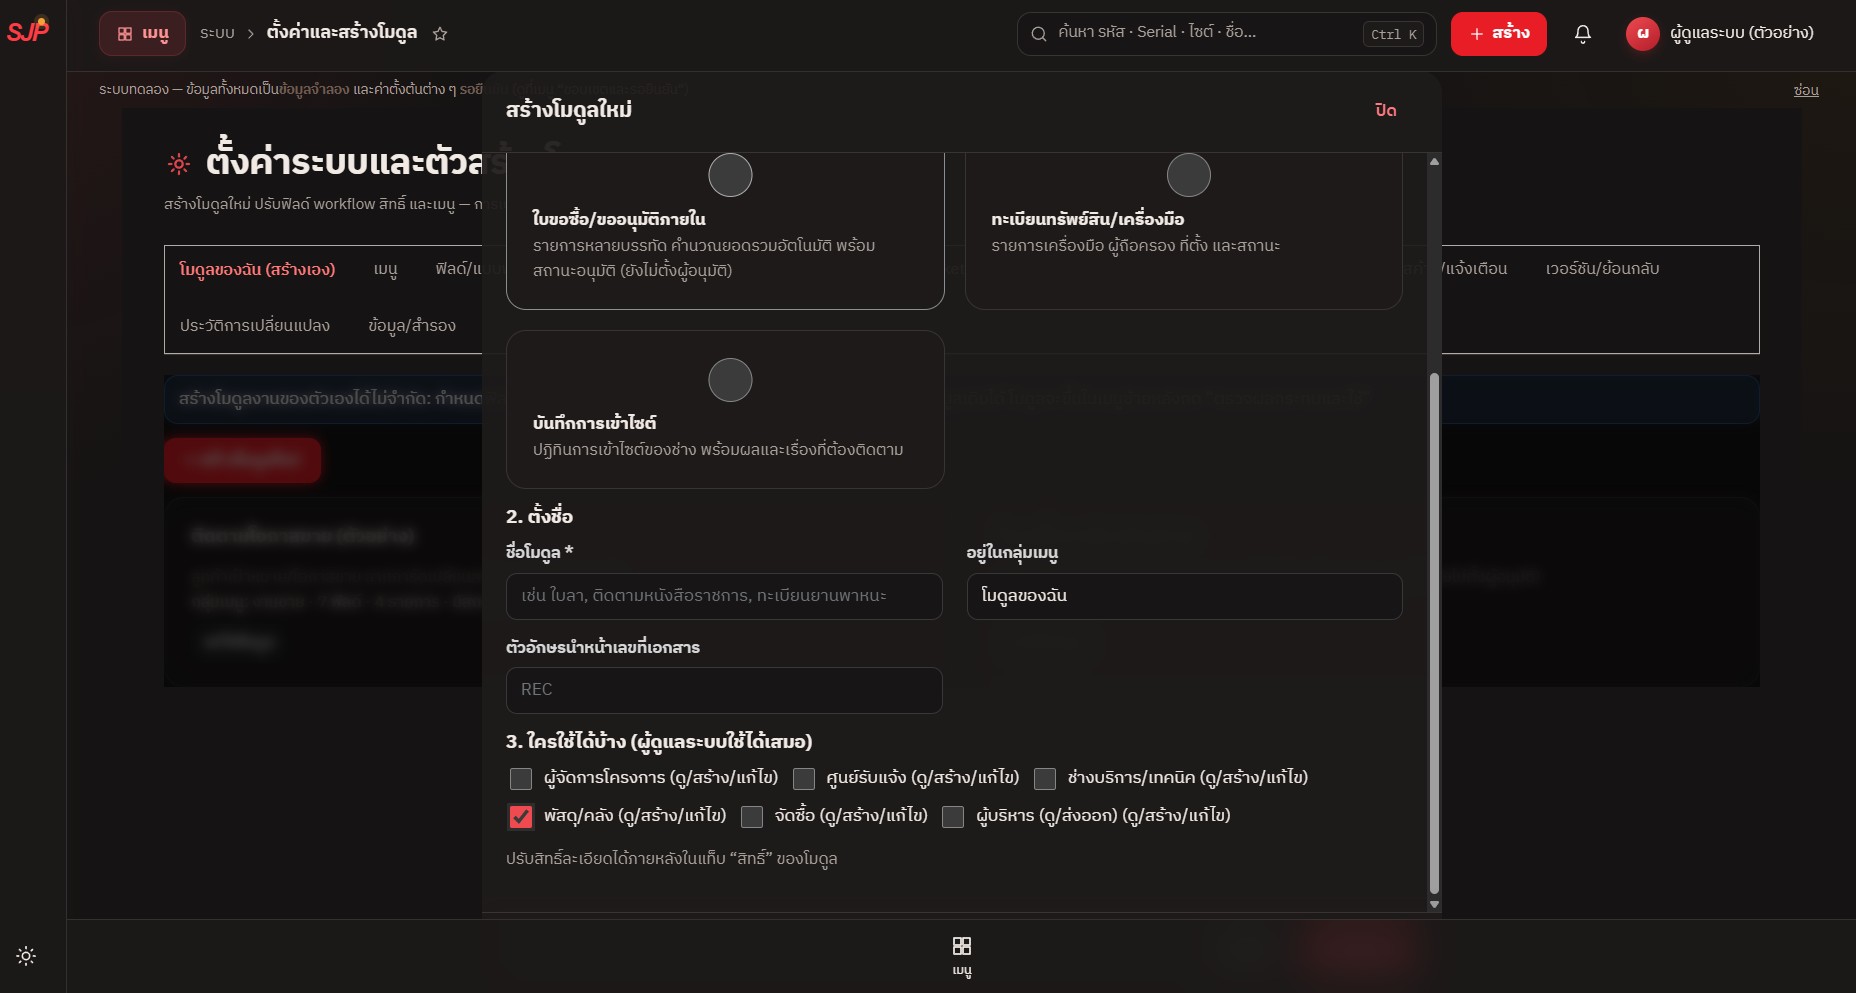 SJP
เมนู
ระบบ
ตั้งค่าและสร้างโมดูล
ค้นหา รหัส · Serial · ไซต์ · ชื่อ...
Ctrl K
+ สร้าง
ผ
ผู้ดูแลระบบ (ตัวอย่าง)
ระบบทดลอง — ข้อมูลทั้งหมดเป็นข้อมูลจำลอง และค่าตั้งต้นต่าง ๆ
ซ่อน
ตั้งค่าระบบและตัวสร้าง
สร้างโมดูลใหม่ ปรับฟิลด์ workflow สิทธิ์ และเมนู —
โมดูลของฉัน (สร้างเอง)
เมนู
/แจ้งเตือน
เวอร์ชัน/ย้อนกลับ
ประวัติการเปลี่ยนแปลง
ข้อมูล/สำรอง
สร้างโมดูลงานของตัวเองได้ไม่จำกัด: กำหนด
สร้างโมดูลใหม่
ปิด
ใบขอซื้อ/ขออนุมัติภายใน
รายการหลายบรรทัด คำนวณยอดรวมอัตโนมัติ พร้อม
สถานะอนุมัติ (ยังไม่ตั้งผู้อนุมัติ)
ทะเบียนทรัพย์สิน/เครื่องมือ
รายการเครื่องมือ ผู้ถือครอง ที่ตั้ง และสถานะ
บันทึกการเข้าไซต์
ปฏิทินการเข้าไซต์ของช่าง พร้อมผลและเรื่องที่ต้องติดตาม
2. ตั้งชื่อ
ชื่อโมดูล *
อยู่ในกลุ่มเมนู
เช่น ใบลา, ติดตามหนังสือราชการ, ทะเบียนยานพาหนะ
โมดูลของฉัน
ตัวอักษรนำหน้าเลขที่เอกสาร
REC
3. ใครใช้ได้บ้าง (ผู้ดูแลระบบใช้ได้เสมอ)
ผู้จัดการโครงการ (ดู/สร้าง/แก้ไข)
ศูนย์รับแจ้ง (ดู/สร้าง/แก้ไข)
ช่างบริการ/เทคนิค (ดู/สร้าง/แก้ไข)
พัสดุ/คลัง (ดู/สร้าง/แก้ไข)
จัดซื้อ (ดู/สร้าง/แก้ไข)
ผู้บริหาร (ดู/ส่งออก) (ดู/สร้าง/แก้ไข)
ปรับสิทธิ์ละเอียดได้ภายหลังในแท็บ “สิทธิ์” ของโมดูล
เมนู